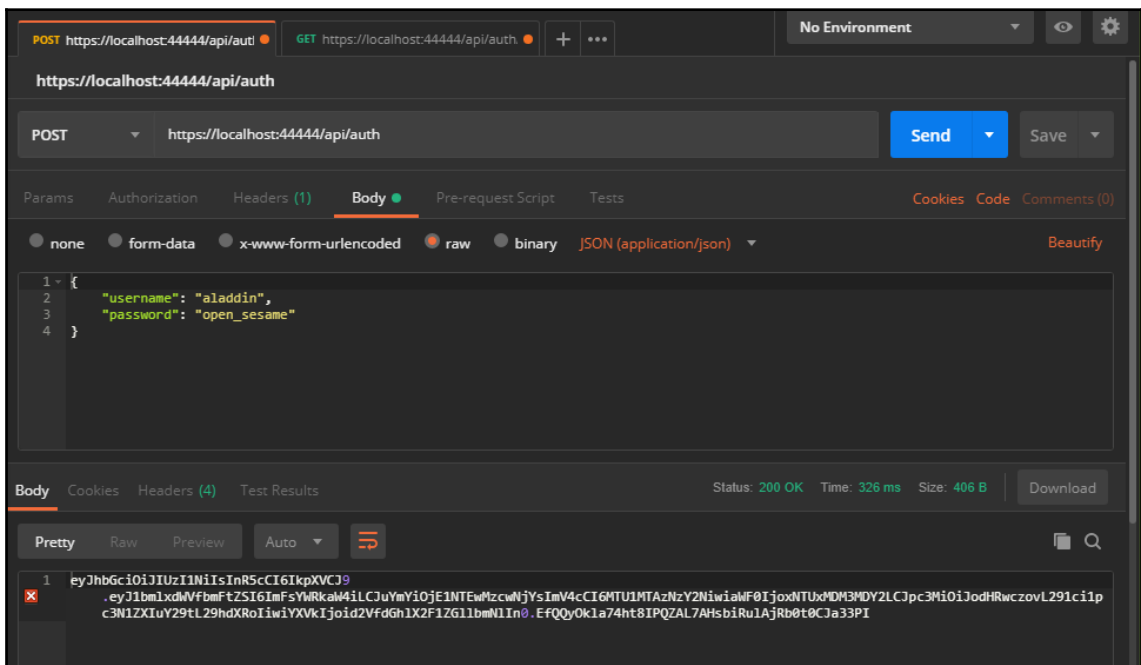 POST https://localhost:44444/api/autl GET https://localhost:44444/api/auth. + ••• No Environment
https://localhost:44444/api/auth
POST https://localhost:44444/api/auth Send Save
Params Authorization Headers (1) Body Pre-request Script Tests Cookies Code Comments (0)
none form-data x-www-form-urlencoded raw binary JSON (application/json) Beautify
1 {
2 "username": "aladdin",
3 "password": "open_sesame"
4 }
Body Cookies Headers (4) Test Results Status: 200 OK Time: 326 ms Size: 406 B Download
Pretty Raw Preview Auto
1 eyJhbGciOiJIUzI1NiIsInR5cCI6IkpXVCJ9
.eyJ1bmlxdWVfbmFtZSI6ImFsYWRkaW4iLCJuYmYiOjE1NTEwMzcwNjYsImV4cCI6MTU1MTAzNzY2NiwiaWF0IjoxNTUxMDM3MDY2LCJpc3MiOiJodHRwczovL291ci1p
c3N1ZXIuY29tL29hdXRoIiwiYXVkIjoid2VfdGhlX2F1ZGllbmNlIn0.EfQQyOkla74ht8IPQZAL7AHsbiRulAjRb0t0CJa33PI